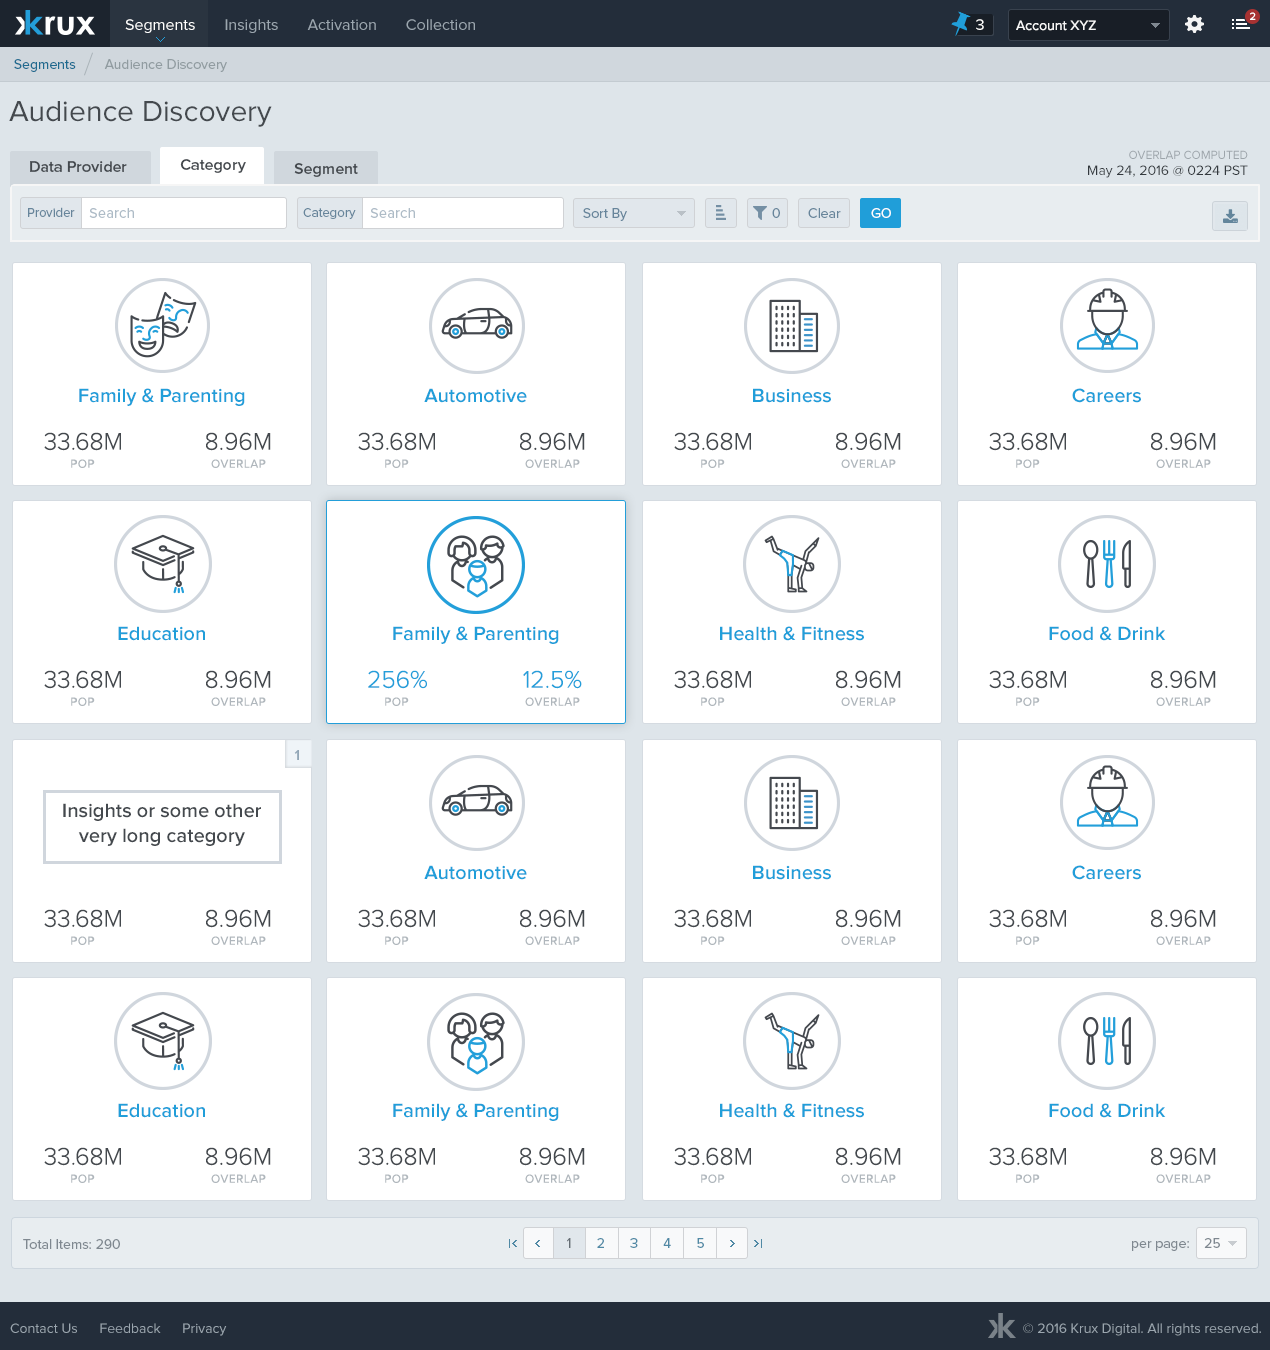 krux Segments Insights Activation Collection 3 Account XYZ 2
Segments Audience Discovery
Audience Discovery
Data Provider Category Segment
OVERLAP COMPUTED
May 24, 2016 @ 0224 PST
Provider Search Category Search Sort By 0 Clear GO
Family & Parenting Automotive Business Careers
33.68M 8.96M 33.68M 8.96M 33.68M 8.96M 33.68M 8.96M
POP OVERLAP POP OVERLAP POP OVERLAP POP OVERLAP
Education Family & Parenting Health & Fitness Food & Drink
33.68M 8.96M 256% 12.5% 33.68M 8.96M 33.68M 8.96M
POP OVERLAP POP OVERLAP POP OVERLAP POP OVERLAP
1
Insights or some other
very long category
Automotive Business Careers
33.68M 8.96M 33.68M 8.96M 33.68M 8.96M 33.68M 8.96M
POP OVERLAP POP OVERLAP POP OVERLAP POP OVERLAP
Education Family & Parenting Health & Fitness Food & Drink
33.68M 8.96M 33.68M 8.96M 33.68M 8.96M 33.68M 8.96M
POP OVERLAP POP OVERLAP POP OVERLAP POP OVERLAP
Total Items: 290 1 2 3 4 5 per page: 25
Contact Us Feedback Privacy © 2016 Krux Digital. All rights reserved.